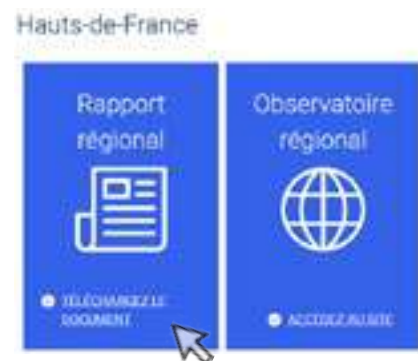 Hauts-de-France
Rapport
régional
TÉLÉCHARGEZ LE
DOCUMENT
Observatoire
régional
ACCÉDEZ AU SITE